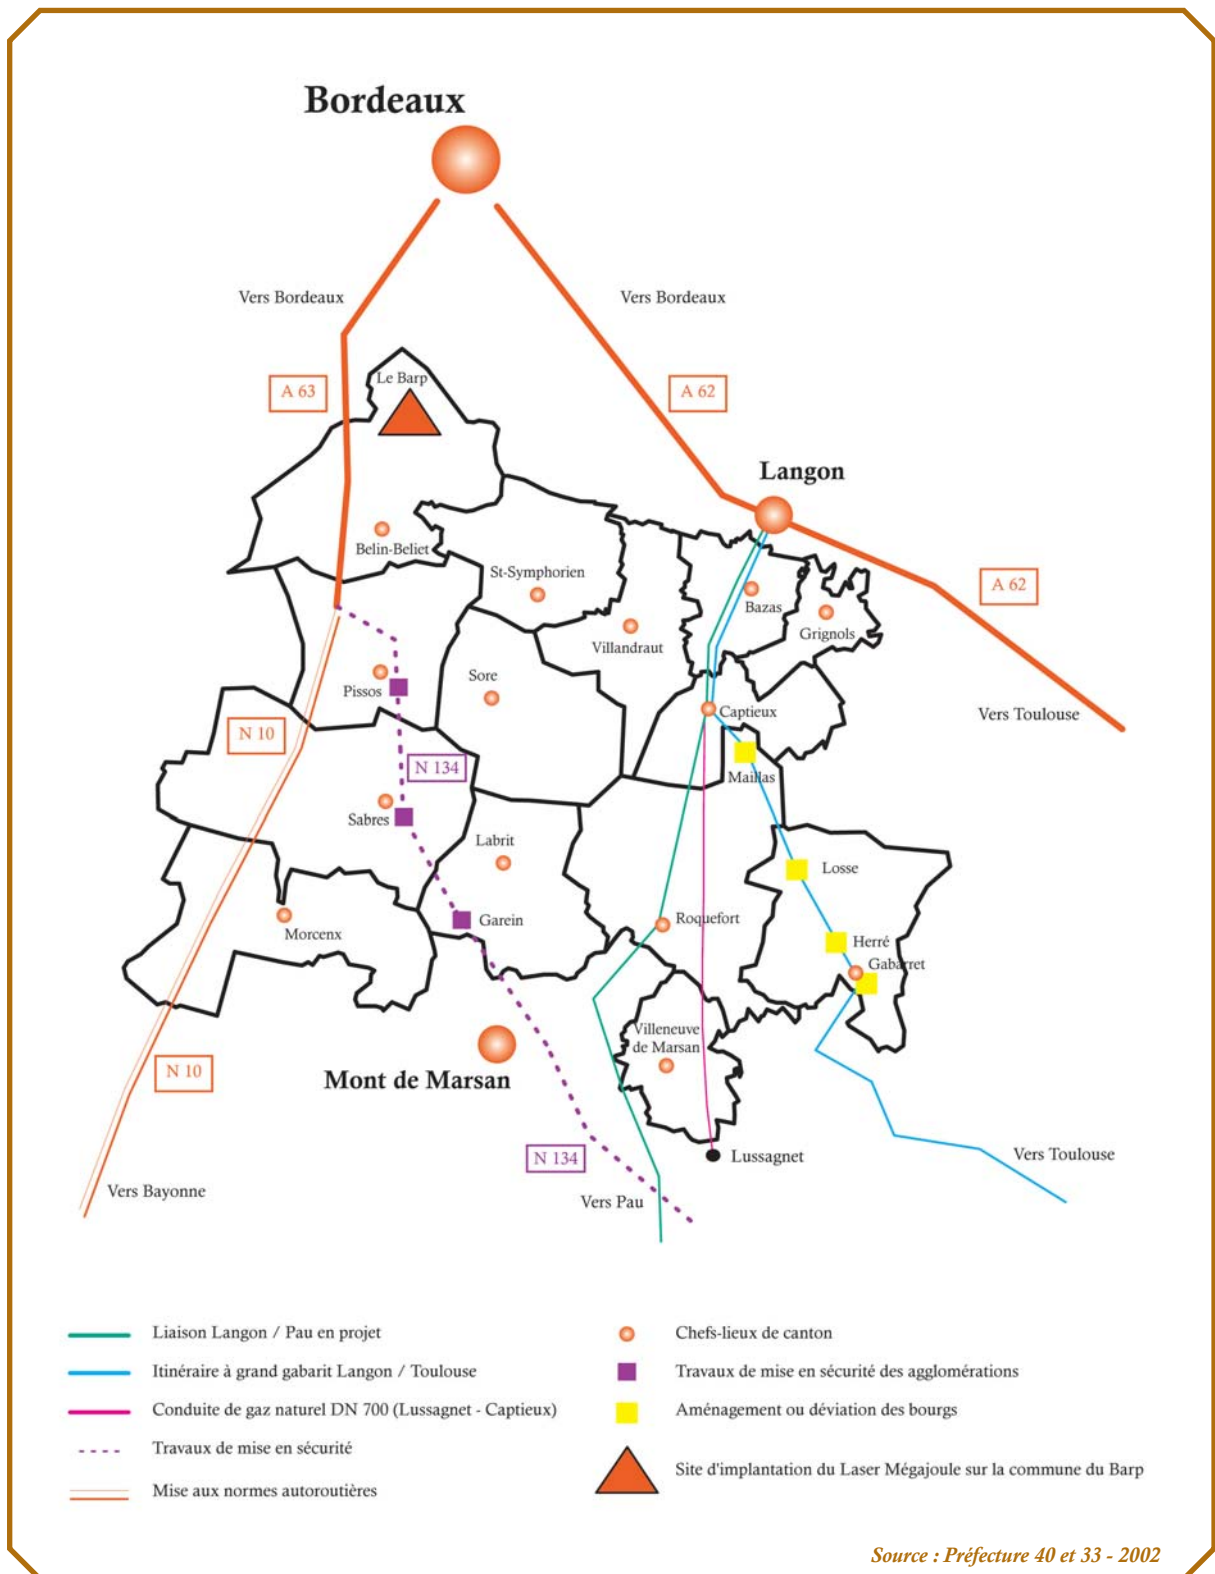 Bordeaux
Vers Bordeaux
Vers Bordeaux
Le Barp
A 63
A 62
Langon
Belin-Beliet
St-Symphorien
A 62
Bazas
Grignols
Villandraut
Sore
Pissos
Captieux
Vers Toulouse
N 10
N 134
Maillas
Sabres
Labrit
Losse
Garein
Roquefort
Morcenx
Herré
Gabarret
Villeneuve
de Marsan
N 10
Mont de Marsan
N 134
Lussagnet
Vers Toulouse
Vers Bayonne
Vers Pau
Liaison Langon / Pau en projet
Itinéraire à grand gabarit Langon / Toulouse
Conduite de gaz naturel DN 700 (Lussagnet - Captieux)
Travaux de mise en sécurité
Mise aux normes autoroutières
Chefs-lieux de canton
Travaux de mise en sécurité des agglomérations
Aménagement ou déviation des bourgs
Site d'implantation du Laser Mégajoule sur la commune du Barp
Source : Préfecture 40 et 33 - 2002